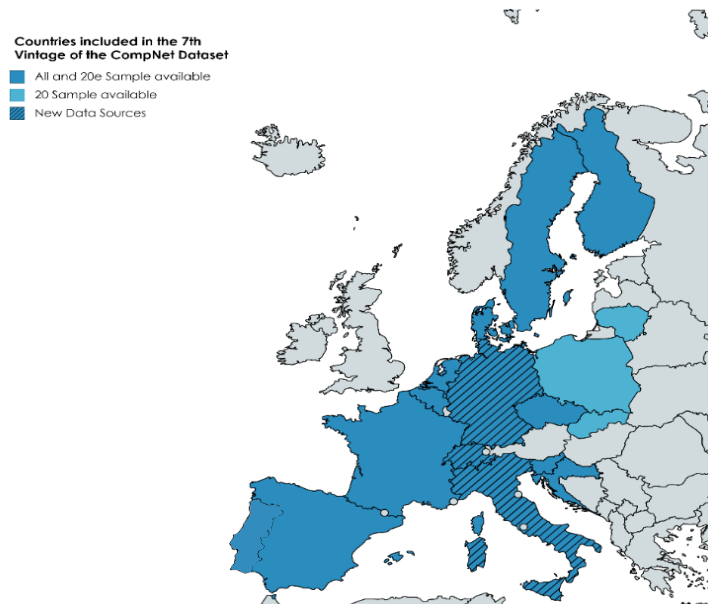 Countries included in the 7th
Vintage of the CompNet Dataset
All and 20e Sample available
20 Sample available
New Data Sources